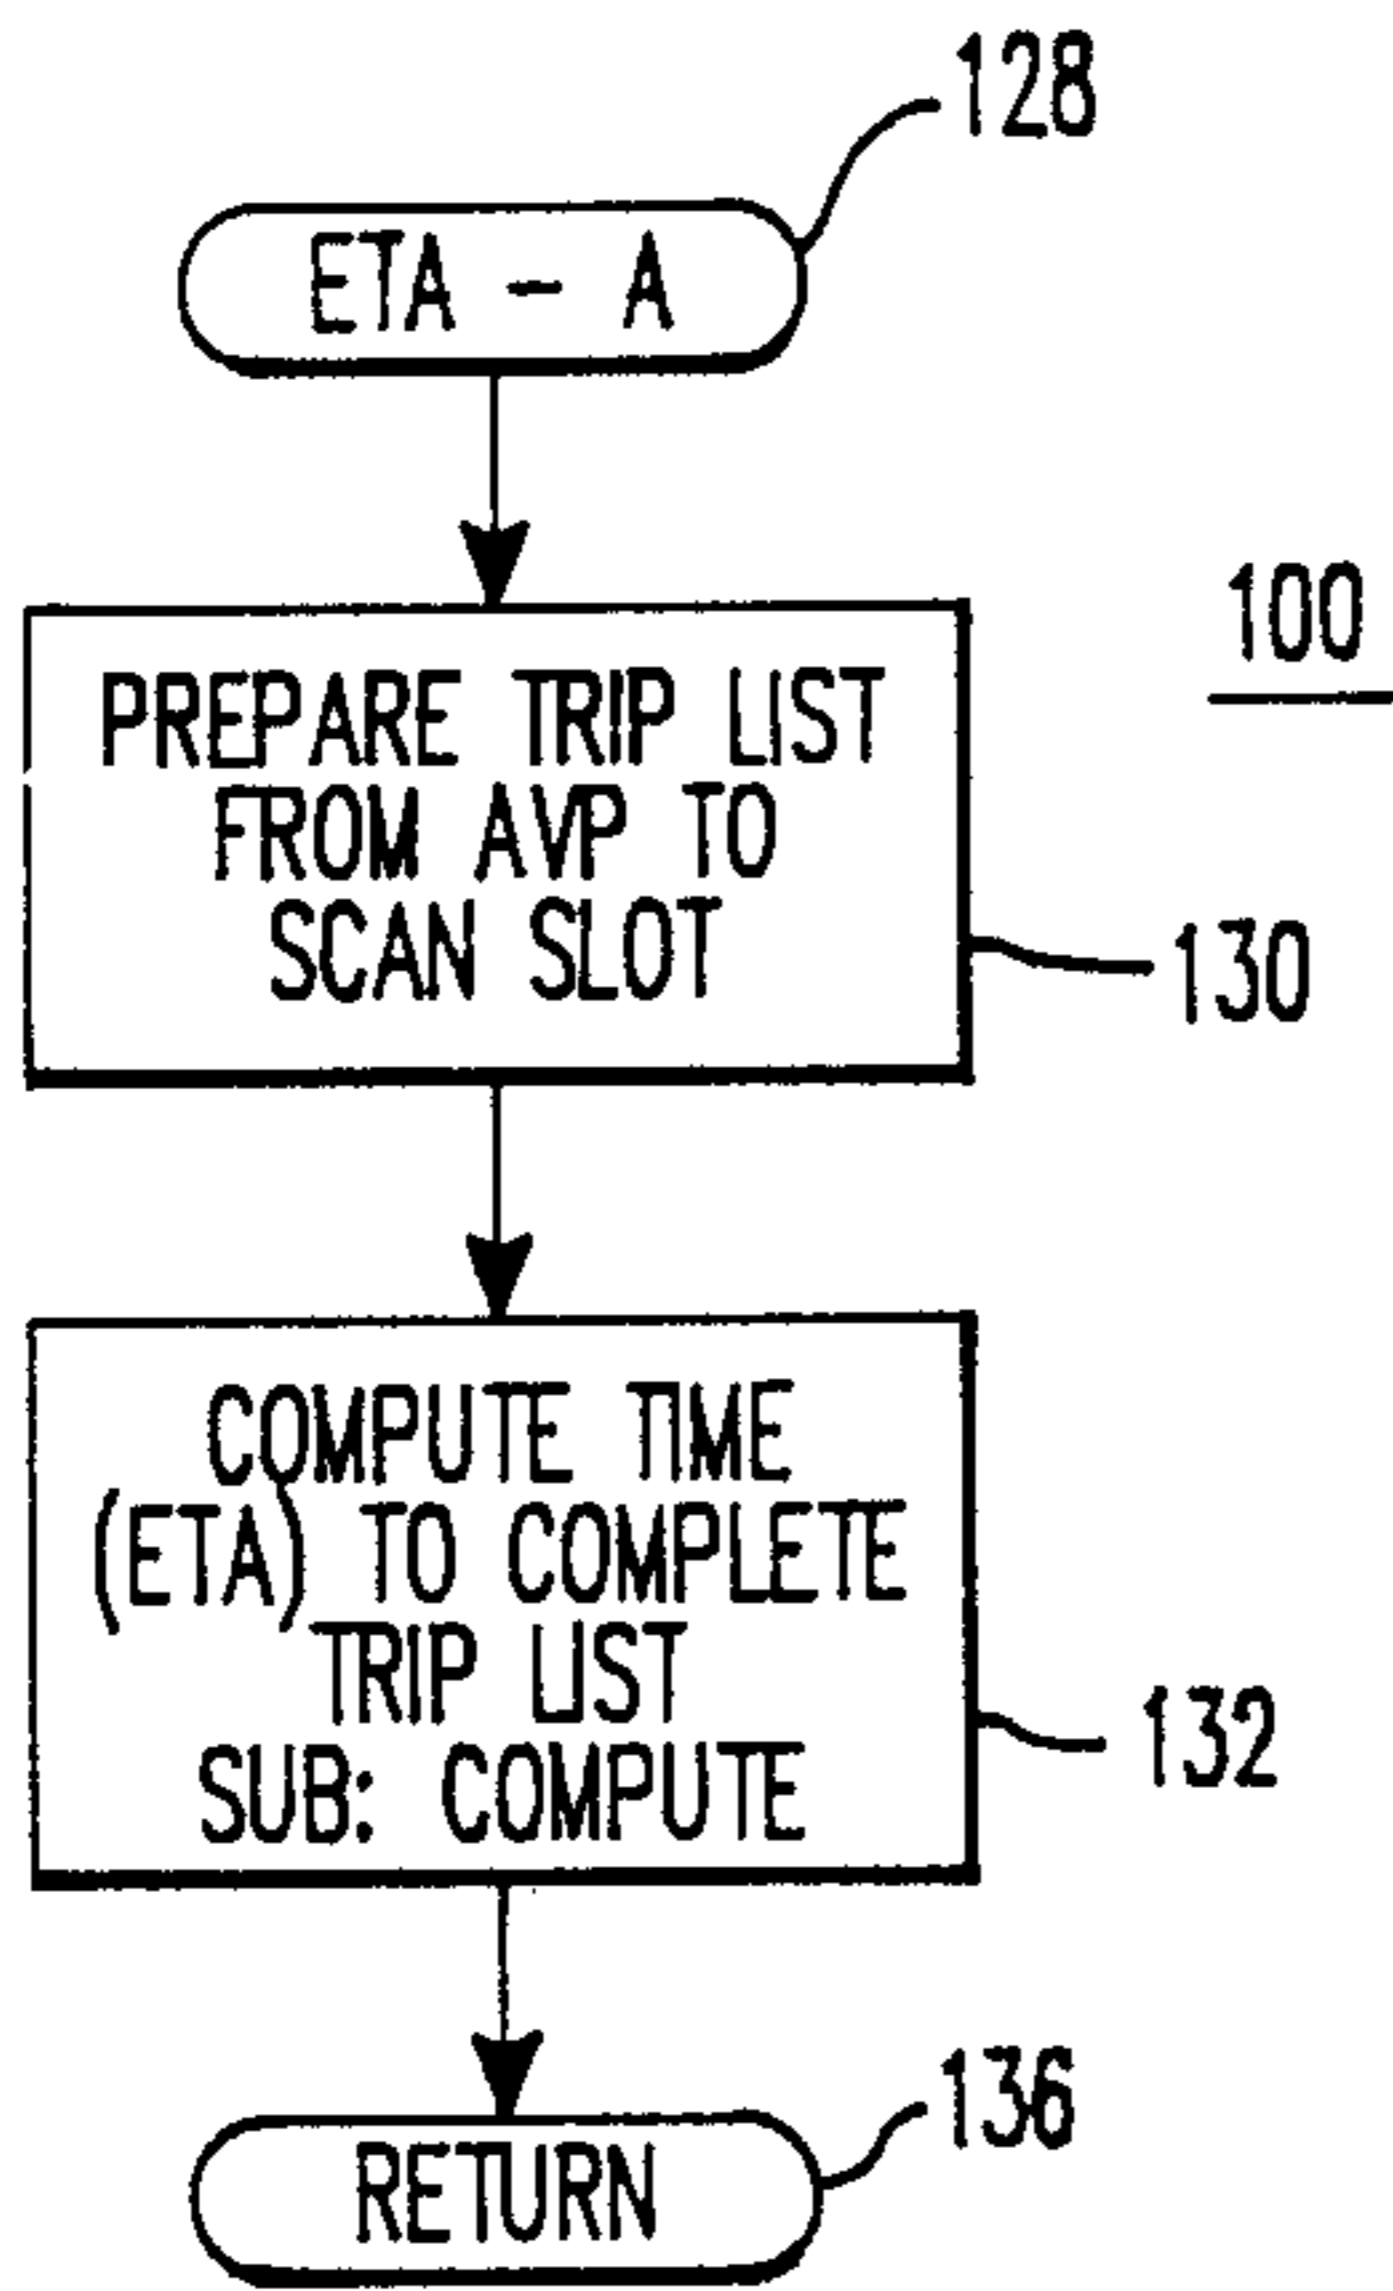 128
ETA - A
100
PREPARE TRIP LIST
FROM AVP TO
SCAN SLOT
130
COMPUTE TIME
(ETA) TO COMPLETE
TRIP LIST
SUB: COMPUTE
132
136
RETURN